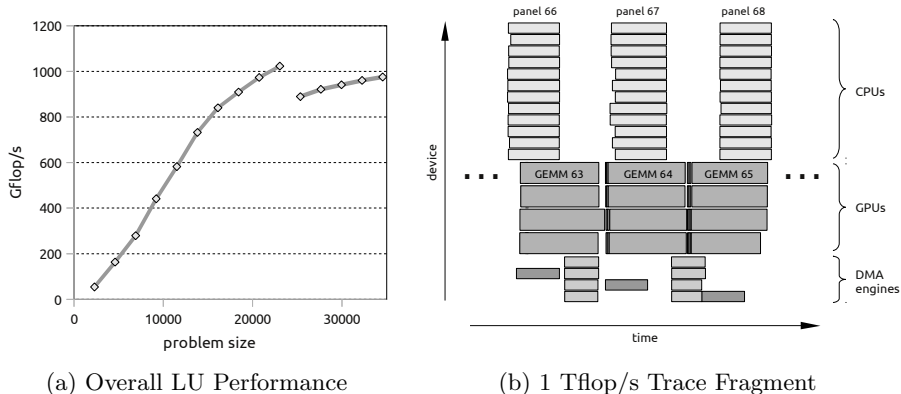 1200
1000
800
600
400
200
0
Gflop/s
0 10000 20000 30000
problem size
(a) Overall LU Performance
panel 66 panel 67 panel 68
device
CPUs
GEMM 63 GEMM 64 GEMM 65
GPUs
DMA
engines
time
(b) 1 Tflop/s Trace Fragment